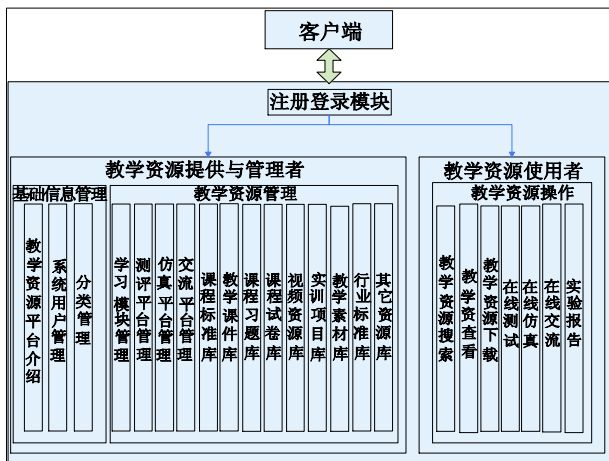 客户端
注册登录模块
教学资源提供与管理者
教学资源使用者
基础信息管理
教学资源管理
教学资源操作
教学资源平台介绍
系统用户管理
分类管理
学习模块管理
测评平台管理
仿真平台管理
交流平台管理
课程标准库
教学课件库
课程习题库
课程试卷库
视频资源库
实训项目库
教学素材库
行业标准库
其它资源库
教学资源搜索
教学资查看
教学资源下载
在线测试
在线仿真
在线交流
实验报告